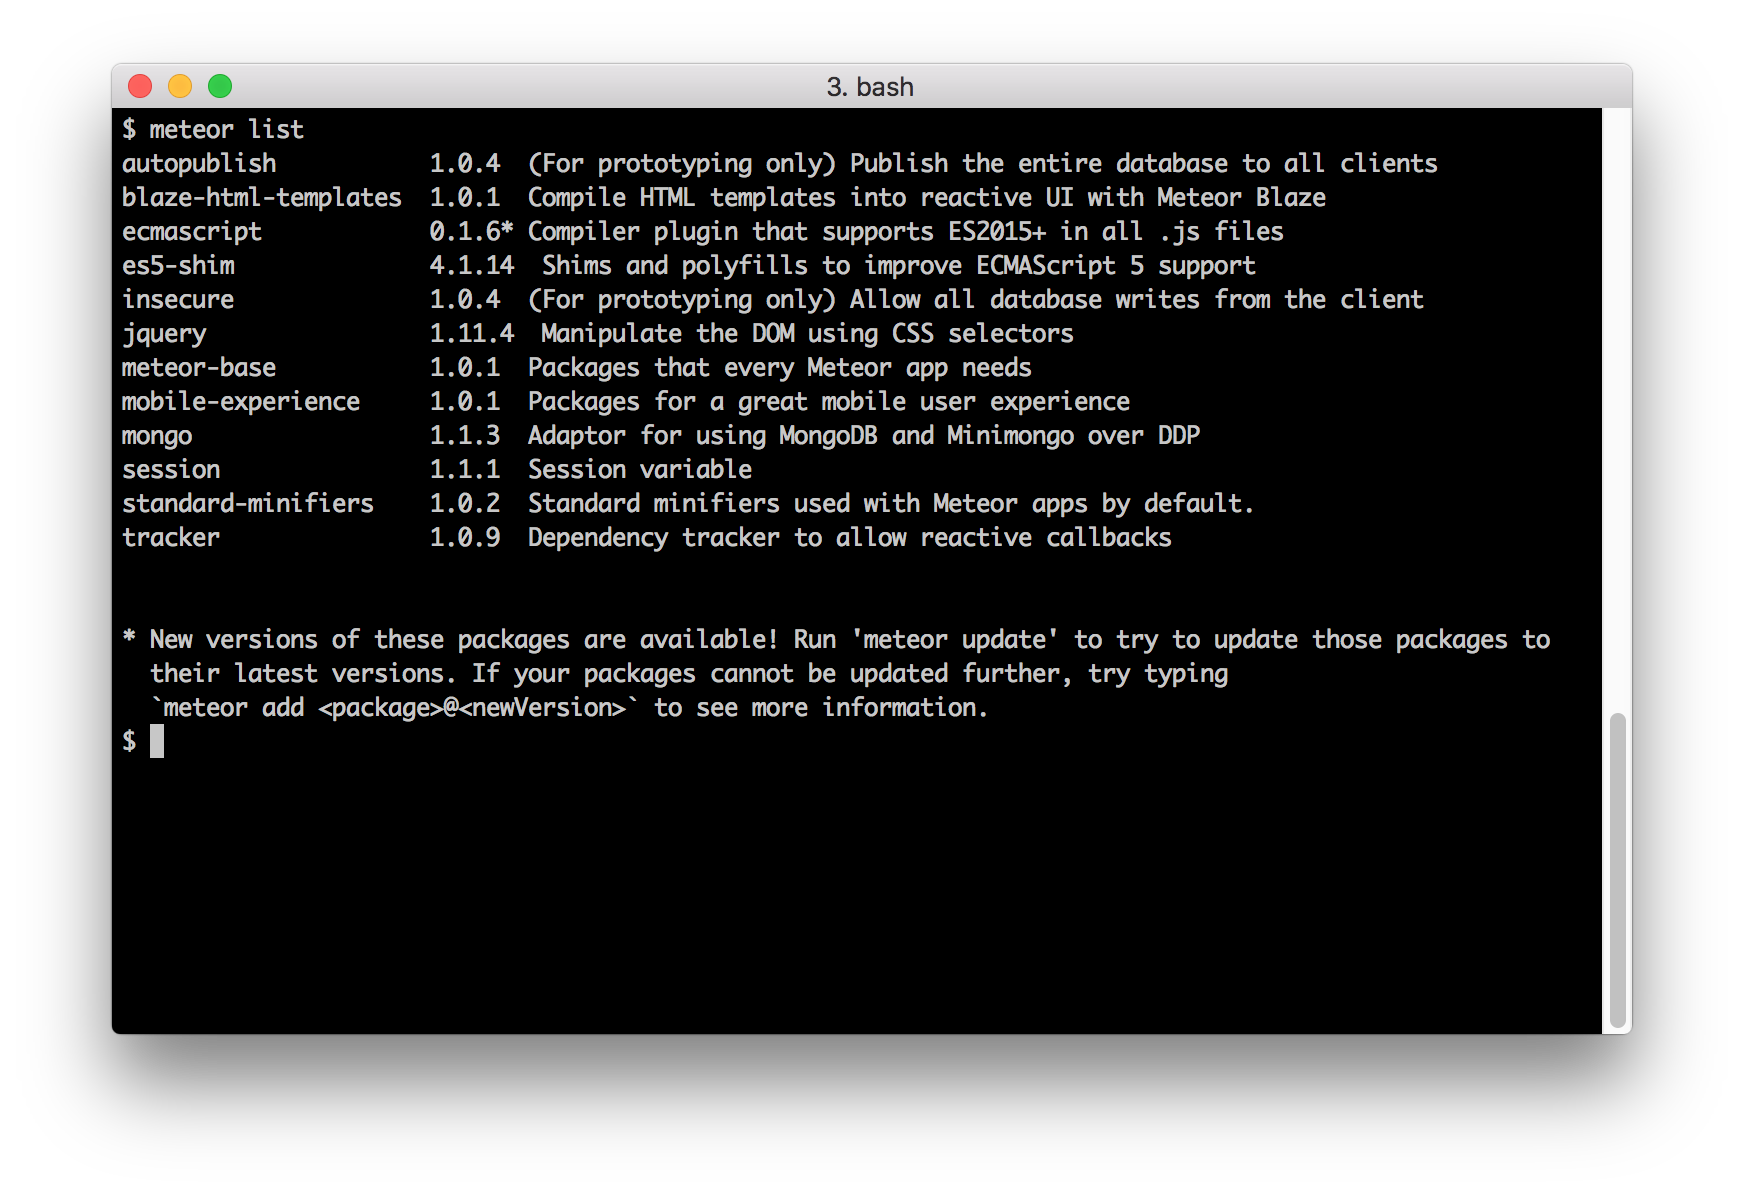 3. bash
$ meteor list
autopublish           1.0.4  (For prototyping only) Publish the entire database to all clients
blaze-html-templates  1.0.1  Compile HTML templates into reactive UI with Meteor Blaze
ecmascript            0.1.6* Compiler plugin that supports ES2015+ in all .js files
es5-shim              4.1.14  Shims and polyfills to improve ECMAScript 5 support
insecure              1.0.4  (For prototyping only) Allow all database writes from the client
jquery                1.11.4  Manipulate the DOM using CSS selectors
meteor-base           1.0.1  Packages that every Meteor app needs
mobile-experience     1.0.1  Packages for a great mobile user experience
mongo                 1.1.3  Adaptor for using MongoDB and Minimongo over DDP
session               1.1.1  Session variable
standard-minifiers    1.0.2  Standard minifiers used with Meteor apps by default.
tracker               1.0.9  Dependency tracker to allow reactive callbacks
* New versions of these packages are available! Run 'meteor update' to try to update those packages to
  their latest versions. If your packages cannot be updated further, try typing
  `meteor add <package>@<newVersion>` to see more information.
$